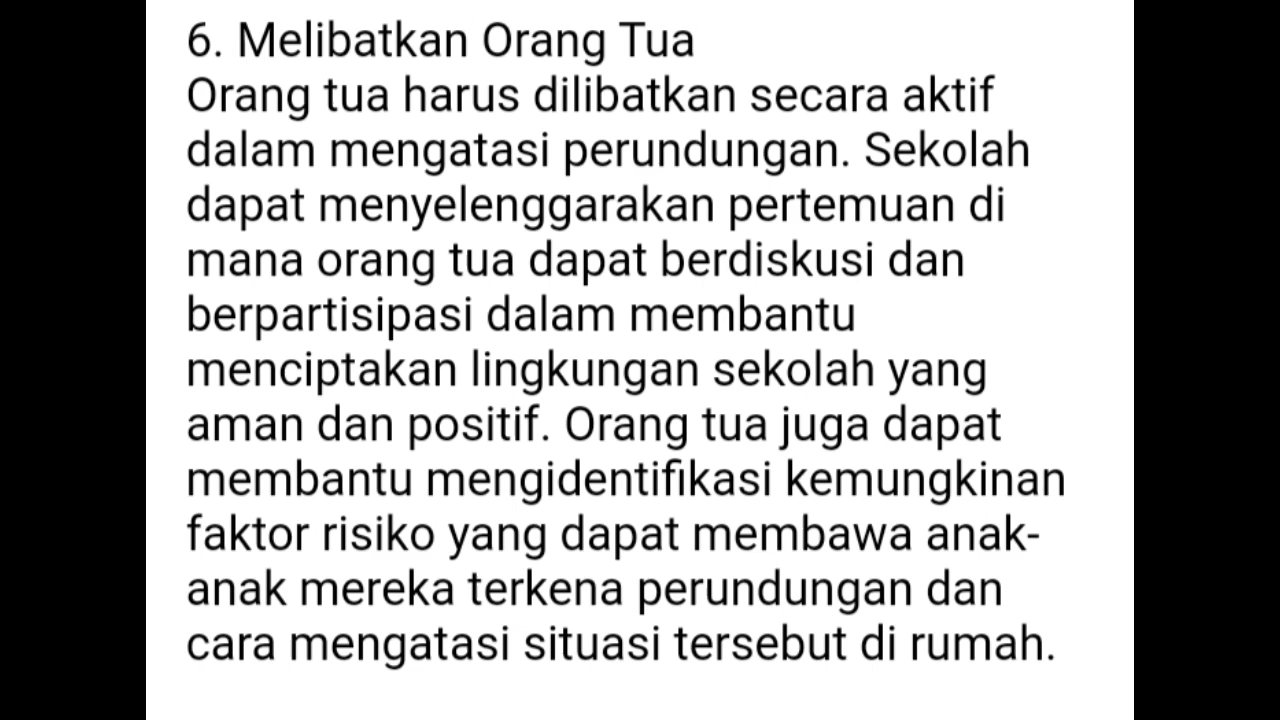 6. Melibatkan Orang Tua
Orang tua harus dilibatkan secara aktif
dalam mengatasi perundungan. Sekolah
dapat menyelenggarakan pertemuan di
mana orang tua dapat berdiskusi dan
berpartisipasi dalam membantu
menciptakan lingkungan sekolah yang
aman dan positif. Orang tua juga dapat
membantu mengidentifikasi kemungkinan
faktor risiko yang dapat membawa anak-
anak mereka terkena perundungan dan
cara mengatasi situasi tersebut di rumah.